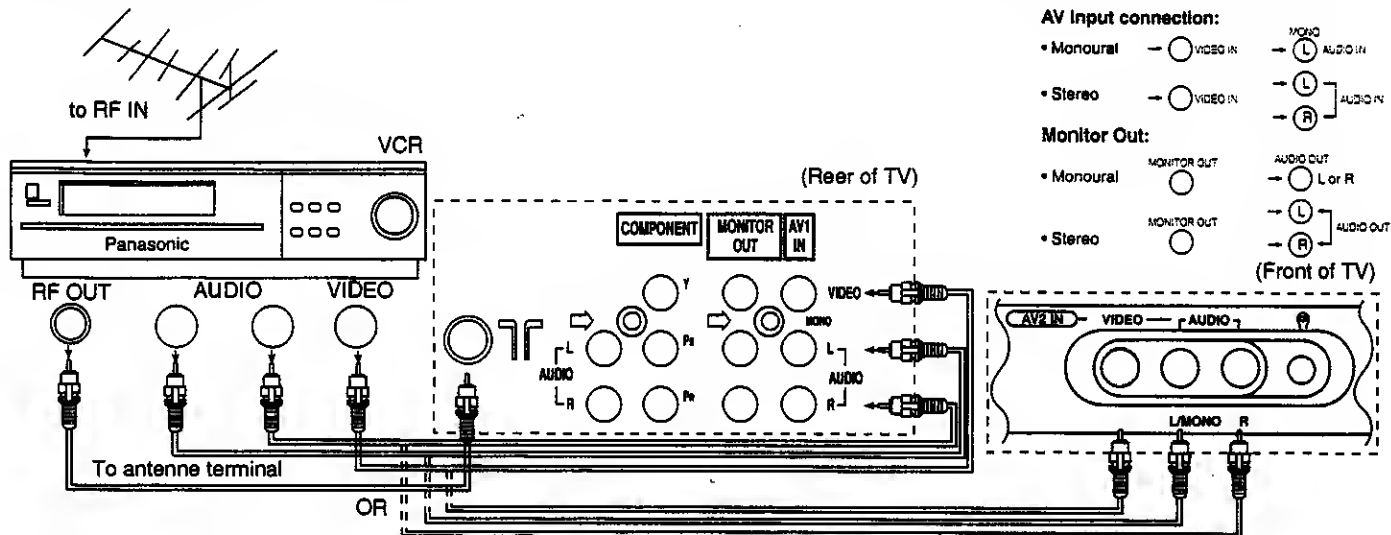 AV Input connection:
• Monoural VIDEO IN MONO L AUDIO IN
• Stereo VIDEO IN L R AUDIO IN
Monitor Out:
• Monoural MONITOR OUT AUDIO OUT L or R
• Stereo MONITOR OUT L R AUDIO OUT
to RF IN
VCR
Panasonic
RF OUT AUDIO VIDEO
(Reer of TV)
COMPONENT MONITOR OUT AV1 IN
Y VIDEO
MONO
L PB L
AUDIO AUDIO
R PR R
(Front of TV)
AV2 IN VIDEO AUDIO
L/MONO R
To antenne terminal
OR